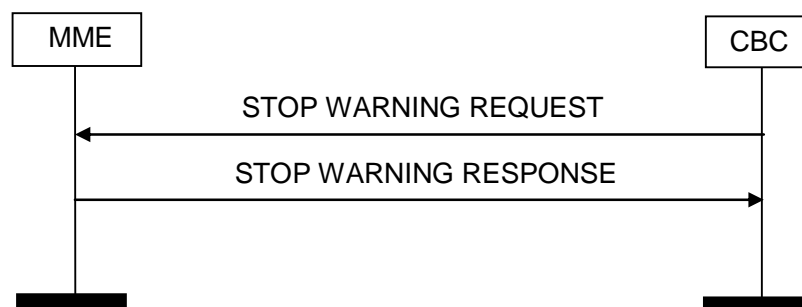 MME
CBC
STOP WARNING REQUEST
STOP WARNING RESPONSE